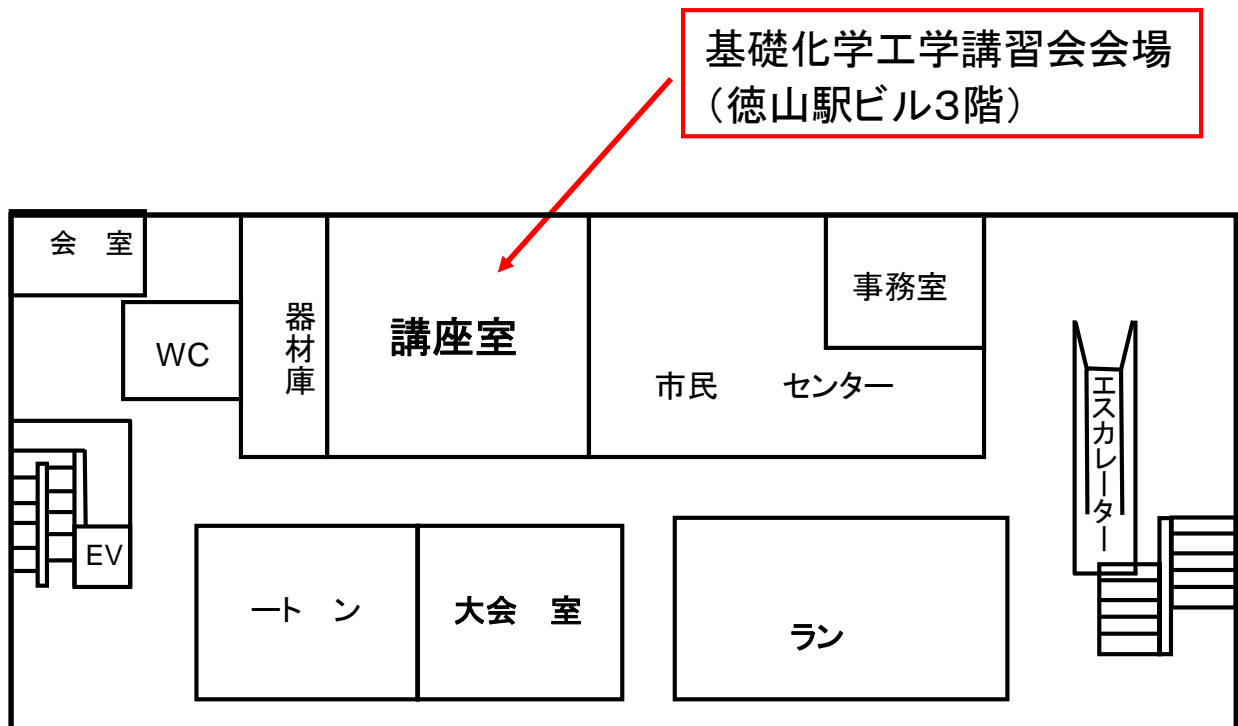 基礎化学工学講習会会場
（徳山駅ビル３階）
会　室
WC
器材庫
講座室
事務室
市民　　センター
エスカレーター
EV
ート　ン
大会　室
ラン